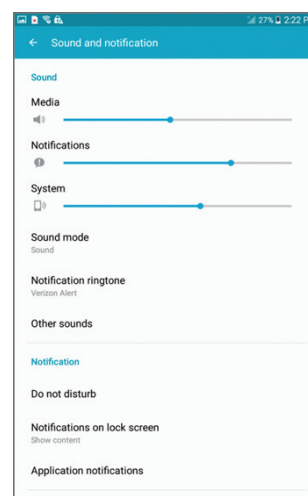 27% 2:22 P
Sound and notification
Sound
Media
Notifications
System
Sound mode
Sound
Notification ringtone
Verizon Alert
Other sounds
Notification
Do not disturb
Notifications on lock screen
Show content
Application notifications